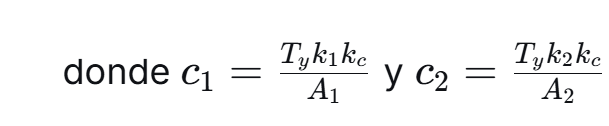 donde $c_1 = \frac{T_y k_1 k_c}{A_1}$ y $c_2 = \frac{T_y k_2 k_c}{A_2}$